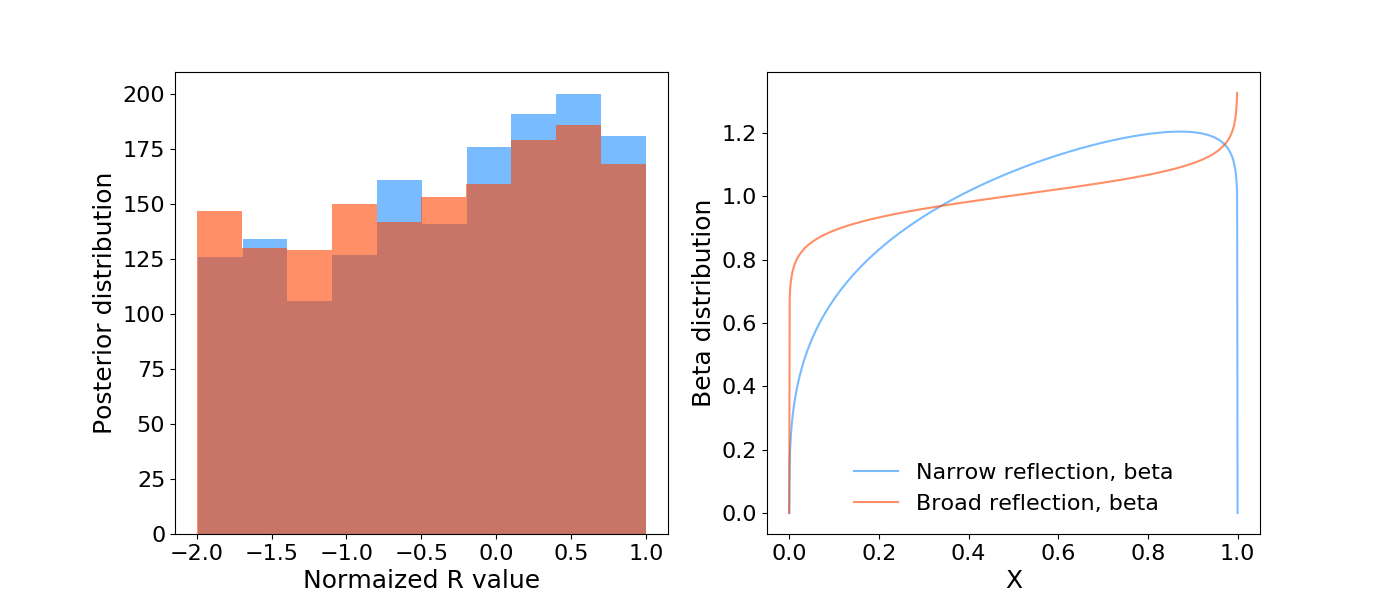 200
175
150
125
100
75
50
25
0
−2.0 −1.5 −1.0 −0.5 0.0 0.5 1.0
Normaized R value
Posterior distribution
1.2
1.0
0.8
0.6
0.4
0.2
0.0
0.0 0.2 0.4 0.6 0.8 1.0
X
Beta distribution
Narrow reflection, beta
Broad reflection, beta